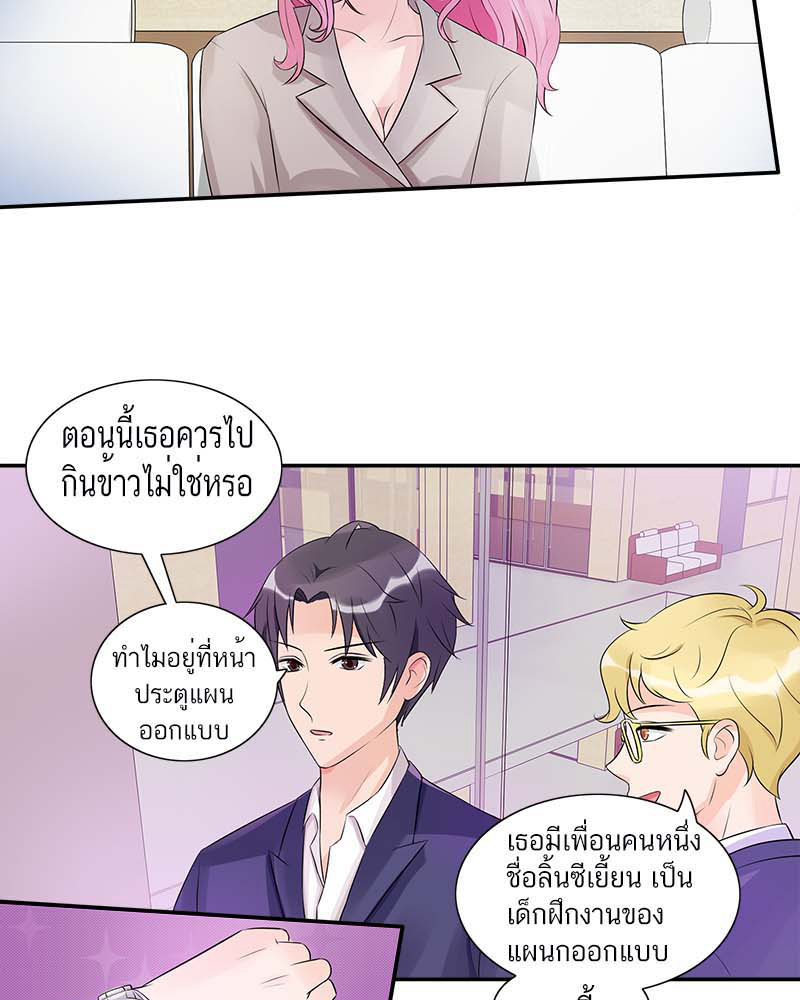 ตอนนี้เธอควรไป
กินข้าวไม่ใช่หรอ
ทำไมอยู่ที่หน้า
ประตูแผน
ออกแบบ
เธอมีเพื่อนคนหนึ่ง
ชื่อลิ้นซีเยี้ยน เป็น
เด็กฝึกงานของ
แผนกออกแบบ